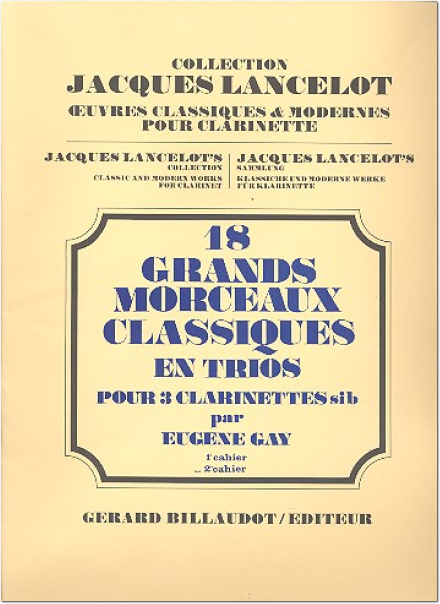 COLLECTION
JACQUES LANCELOT
ŒUVRES CLASSIQUES & MODERNES
POUR CLARINETTE
JACQUES LANCELOT'S
COLLECTION
CLASSIC AND MODERN WORKS
FOR CLARINET
JACQUES LANCELOT'S
SAMMLUNG
KLASSICHE UND MODERNE WERKE
FÜR KLARINETTE
18
GRANDS
MORCEAUX
CLASSIQUES
EN TRIOS
POUR 3 CLARINETTES sib
par
EUGENE GAY
1er cahier
... 2e cahier
GERARD BILLAUDOT / EDITEUR